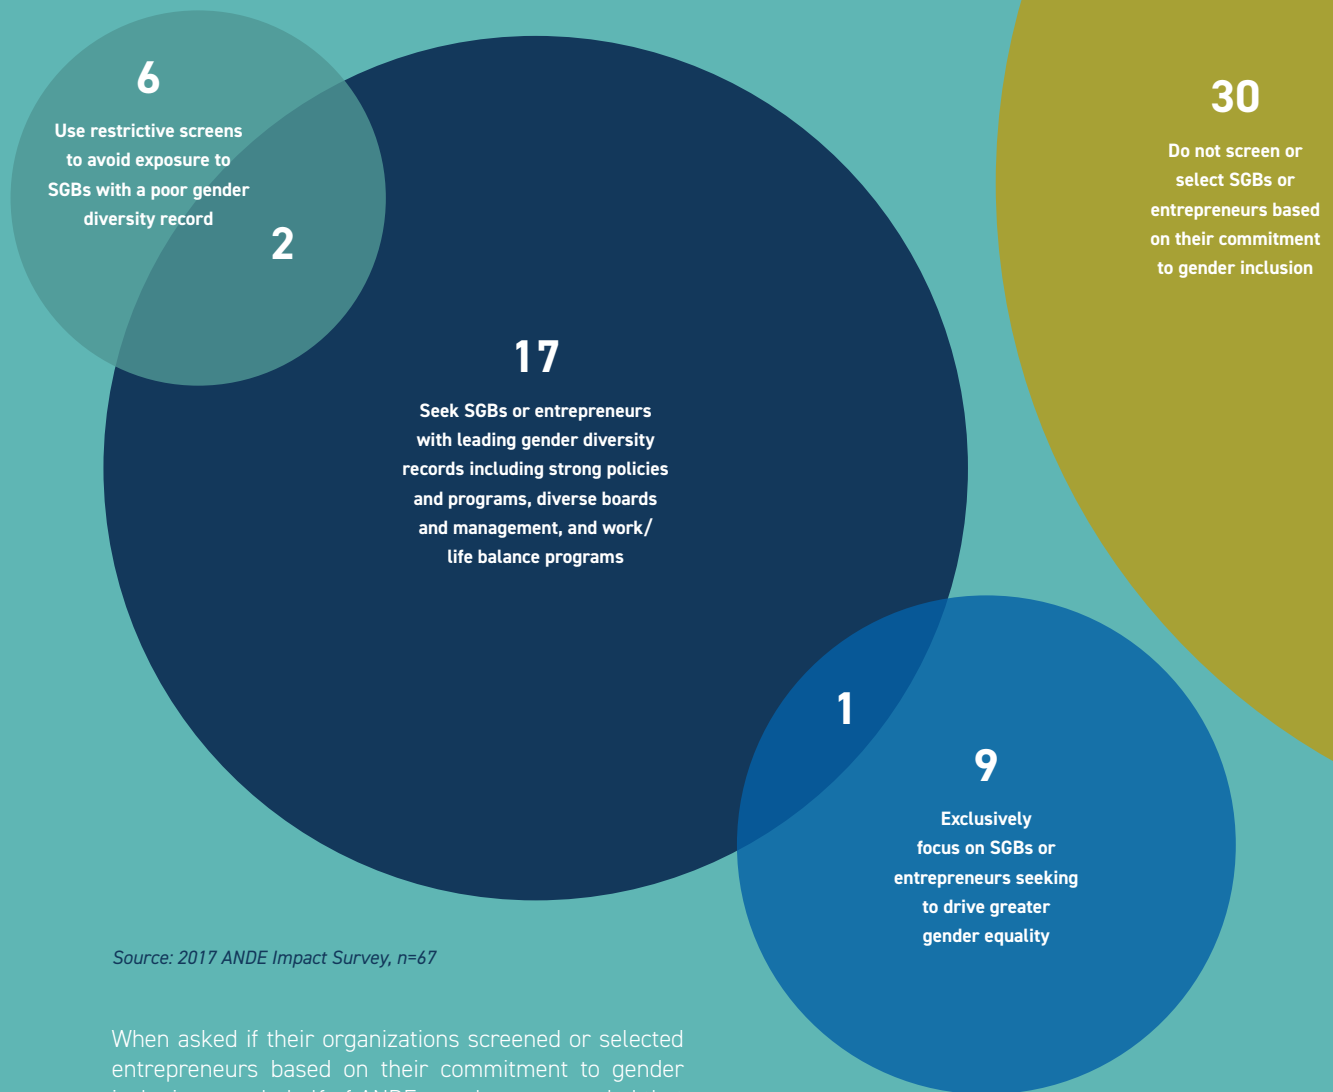 6
Use restrictive screens
to avoid exposure to
SGBs with a poor gender
diversity record
2
30
Do not screen or
select SGBs or
entrepreneurs based
on their commitment
to gender inclusion
17
Seek SGBs or entrepreneurs
with leading gender diversity
records including strong policies
and programs, diverse boards
and management, and work/
life balance programs
1
9
Exclusively
focus on SGBs or
entrepreneurs seeking
to drive greater
gender equality
Source: 2017 ANDE Impact Survey, n=67
When asked if their organizations screened or selected
entrepreneurs based on their commitment to gender